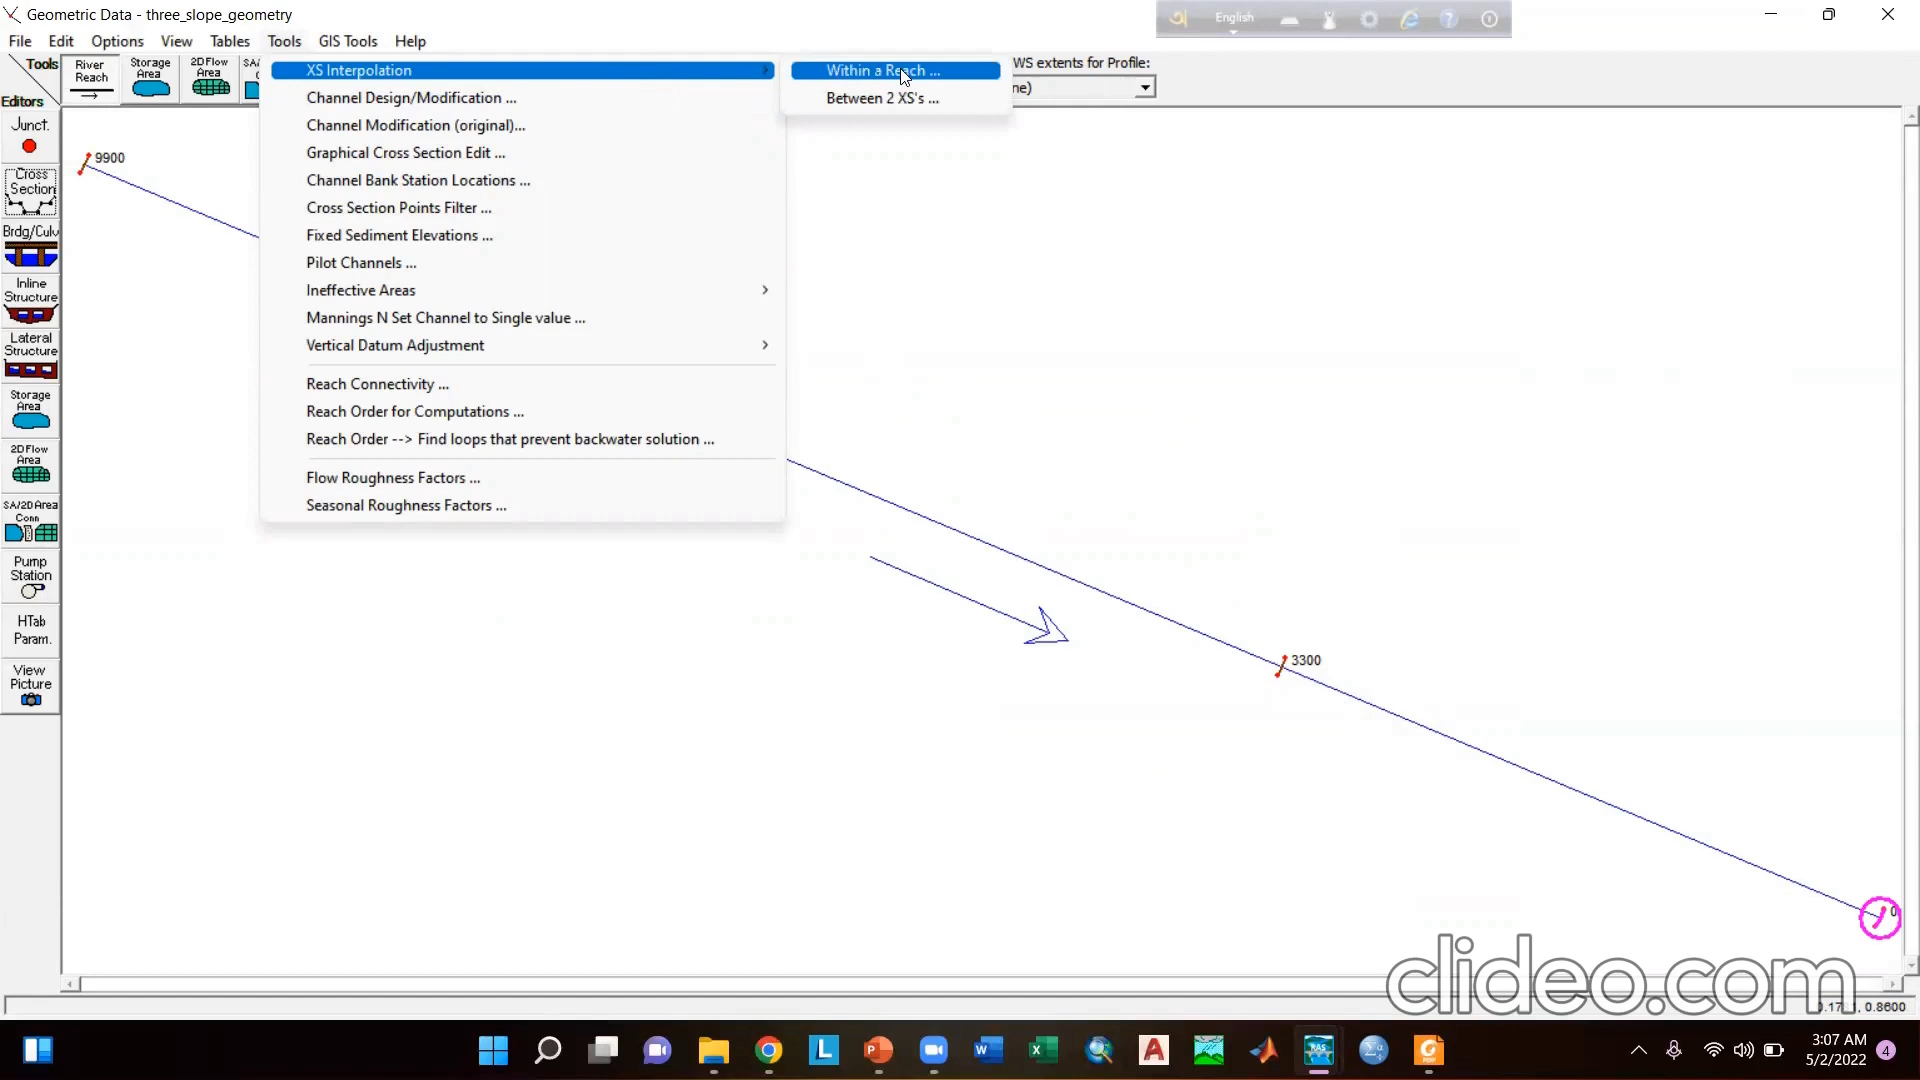 Geometric Data - three_slope_geometry
English
File Edit Options View Tables Tools GIS Tools Help
Tools
Editors
River
Reach
Storage
Area
2D Flow
Area
WS extents for Profile:
XS Interpolation
Channel Design/Modification ...
Channel Modification (original)...
Graphical Cross Section Edit ...
Channel Bank Station Locations ...
Cross Section Points Filter ...
Fixed Sediment Elevations ...
Pilot Channels ...
Ineffective Areas
Mannings N Set Channel to Single value ...
Vertical Datum Adjustment
Reach Connectivity ...
Reach Order for Computations ...
Reach Order --> Find loops that prevent backwater solution ...
Flow Roughness Factors ...
Seasonal Roughness Factors ...
Within a Reach ...
Between 2 XS's ...
Junct.
Cross
Section
Brdg/Culv
Inline
Structure
Lateral
Structure
Storage
Area
2D Flow
Area
SA/2D Area
Conn
Pump
Station
HTab
Param.
View
Picture
9900
3300
0
clideo.com
0.8600
3:07 AM
5/2/2022
4